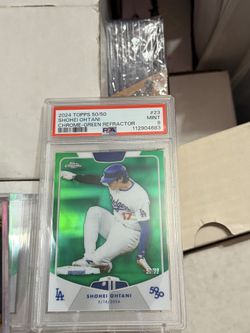 2024 TOPPS 50/50 #23
SHOHEI OHTANI MINT
CHROME-GREEN REFRACTOR 9
PSA 112904683
17
LA
SHOHEI OHTANI
50/50